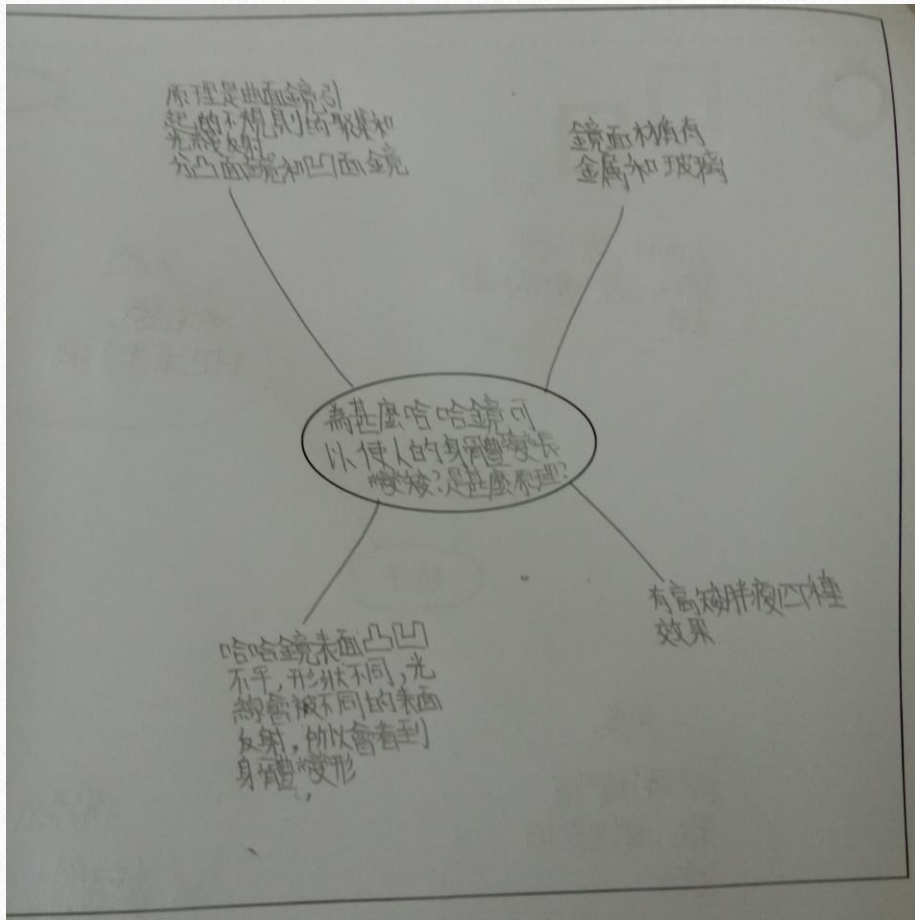 原理是曲面鏡引
起的不規則的聚集和
光線反射
分凸面鏡和凹面鏡
鏡面材質有
金屬和玻璃
為甚麼哈哈鏡可
以使人的身體變長
變矮?是甚麼原理?
有高矮胖瘦四種
效果
哈哈鏡表面凸凹
不平,形狀不同,光
線會被不同的表面
反射,所以會看到
身體變形